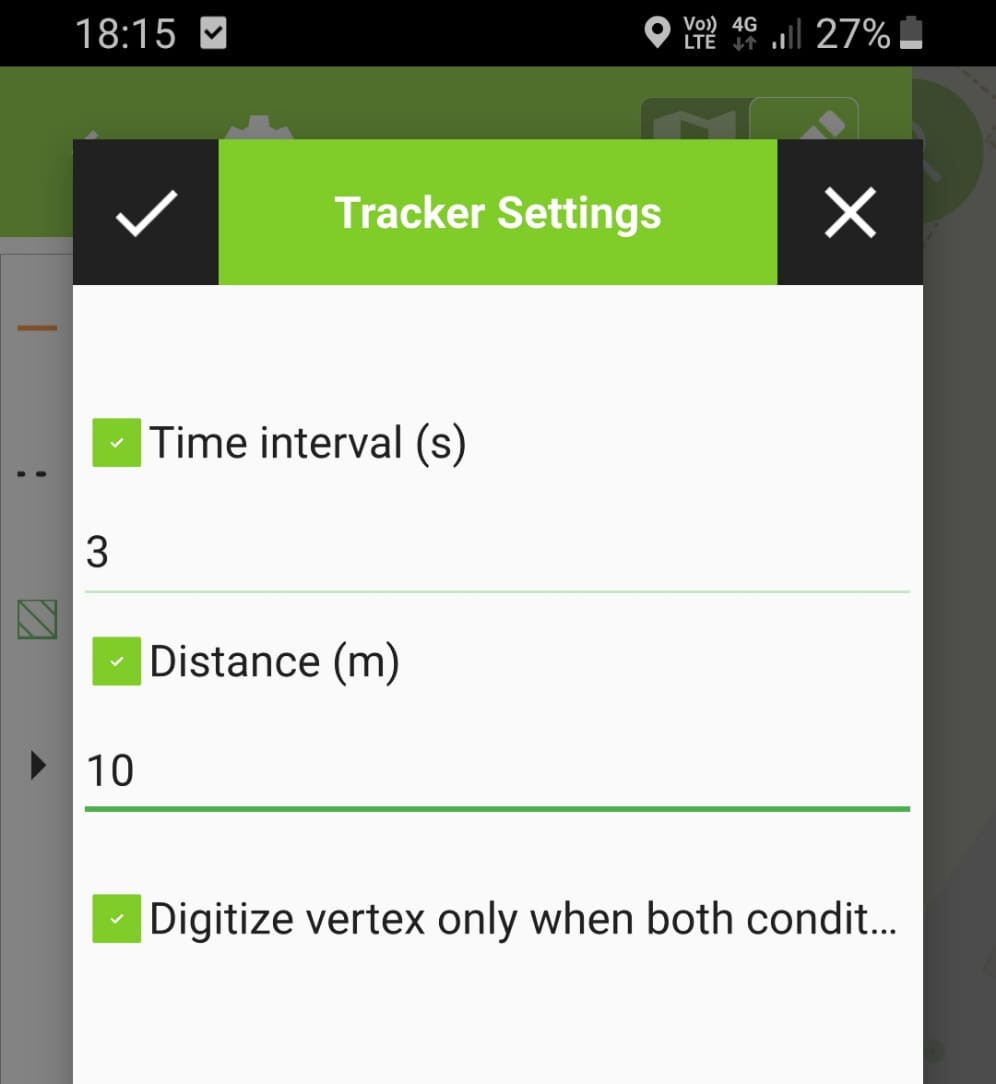 18:15 Vo)) LTE 4G 27%
Tracker Settings
Time interval (s)
3
Distance (m)
10
Digitize vertex only when both condit...